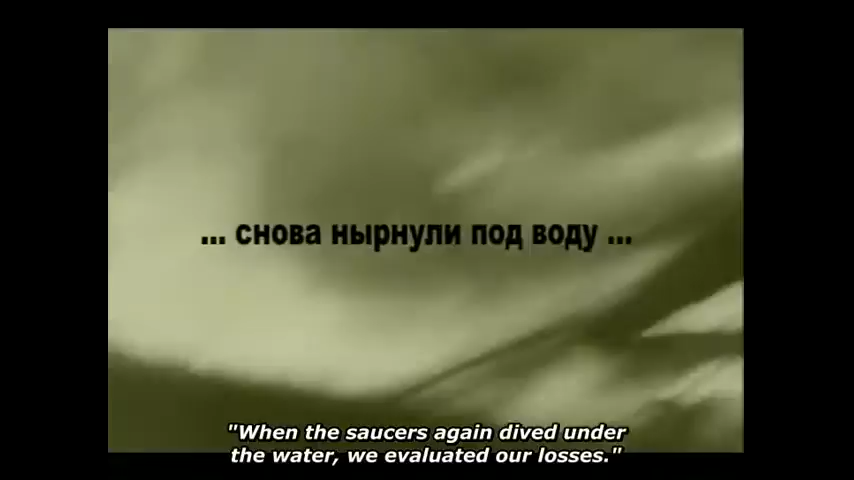 ... снова нырнули под воду ...
"When the saucers again dived under
the water, we evaluated our losses."